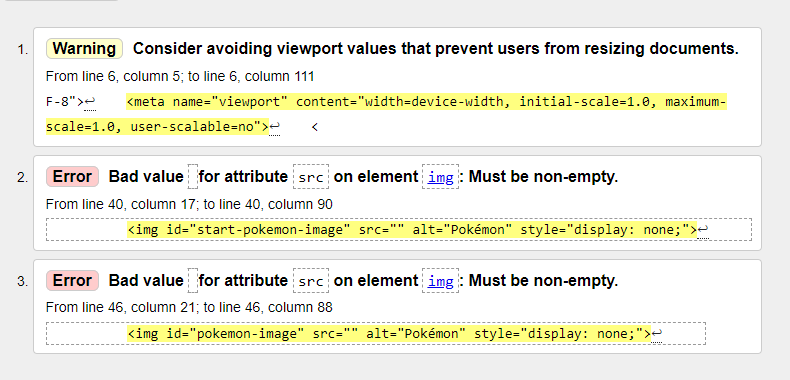 1. Warning Consider avoiding viewport values that prevent users from resizing documents.
From line 6, column 5; to line 6, column 111
F-8">↩    <meta name="viewport" content="width=device-width, initial-scale=1.0, maximum-
scale=1.0, user-scalable=no">↩    <
2. Error Bad value for attribute src on element img: Must be non-empty.
From line 40, column 17; to line 40, column 90
<img id="start-pokemon-image" src="" alt="Pokémon" style="display: none;">↩
3. Error Bad value for attribute src on element img: Must be non-empty.
From line 46, column 21; to line 46, column 88
<img id="pokemon-image" src="" alt="Pokémon" style="display: none;">↩